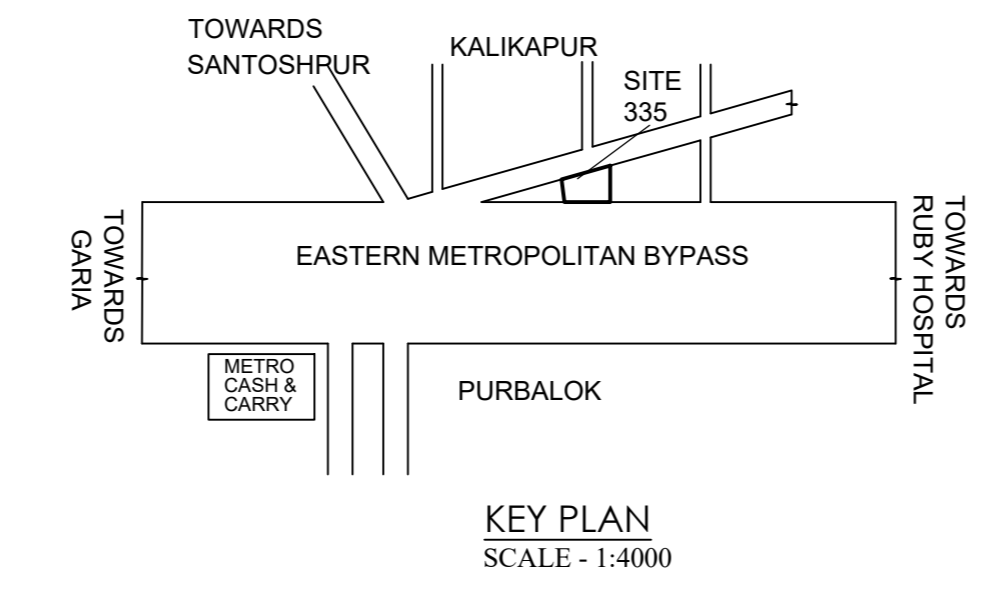 TOWARDS
SANTOSHPUR
KALIKAPUR
SITE
335
TOWARDS
GARIA
EASTERN METROPOLITAN BYPASS
TOWARDS
RUBY HOSPITAL
METRO
CASH &
CARRY
PURBALOK
KEY PLAN
SCALE - 1:4000